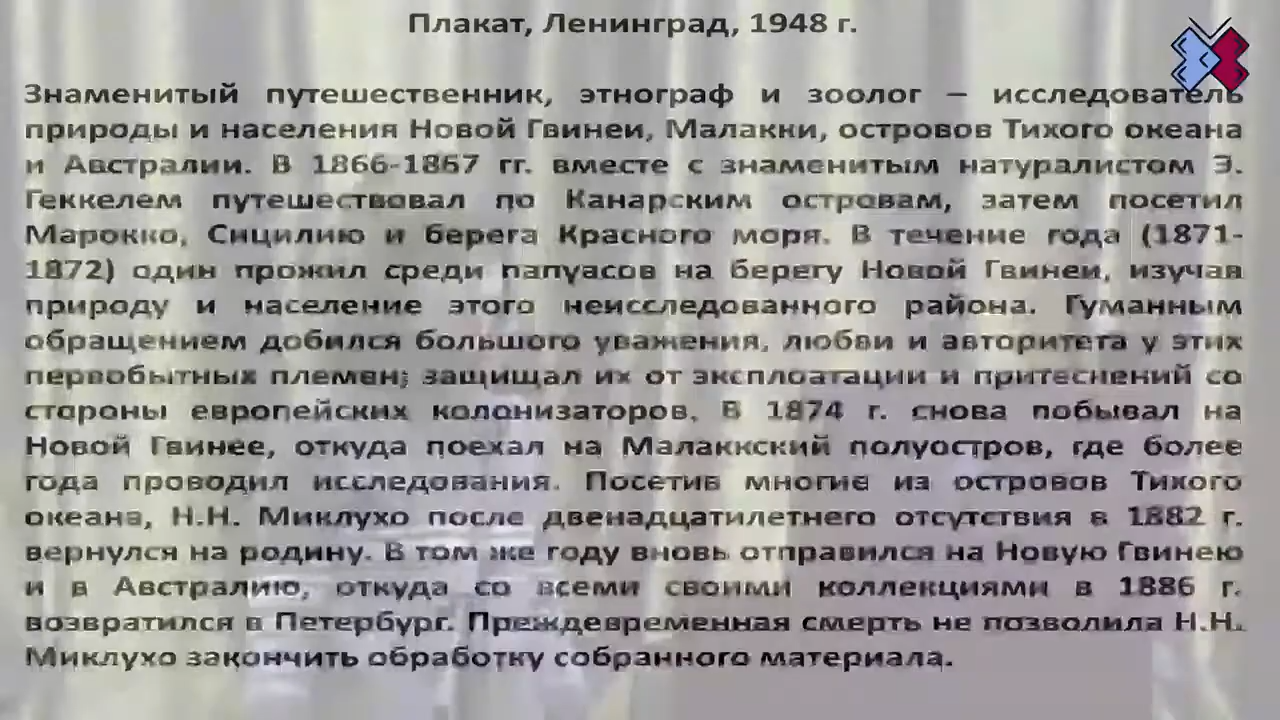 Плакат, Ленинград, 1948 г.
Знаменитый путешественник, этнограф и зоолог – исследователь
природы и населения Новой Гвинеи, Малакки, островов Тихого океана
и Австралии. В 1866-1867 гг. вместе с знаменитым натуралистом Э.
Геккелем путешествовал по Канарским островам, затем посетил
Марокко, Сицилию и берега Красного моря. В течение года (1871-
1872) один прожил среди папуасов на берегу Новой Гвинеи, изучая
природу и население этого неисследованного района. Гуманным
обращением добился большого уважения, любви и авторитета у этих
первобытных племен; защищал их от эксплоатации и притеснений со
стороны европейских колонизаторов. В 1874 г. снова побывал на
Новой Гвинее, откуда поехал на Малаккский полуостров, где более
года проводил исследования. Посетив многие из островов Тихого
океана, Н.Н. Миклухо после двенадцатилетнего отсутствия в 1882 г.
вернулся на родину. В том же году вновь отправился на Новую Гвинею
и в Австралию, откуда со всеми своими коллекциями в 1886 г.
возвратился в Петербург. Преждевременная смерть не позволила Н.Н.
Миклухо закончить обработку собранного материала.